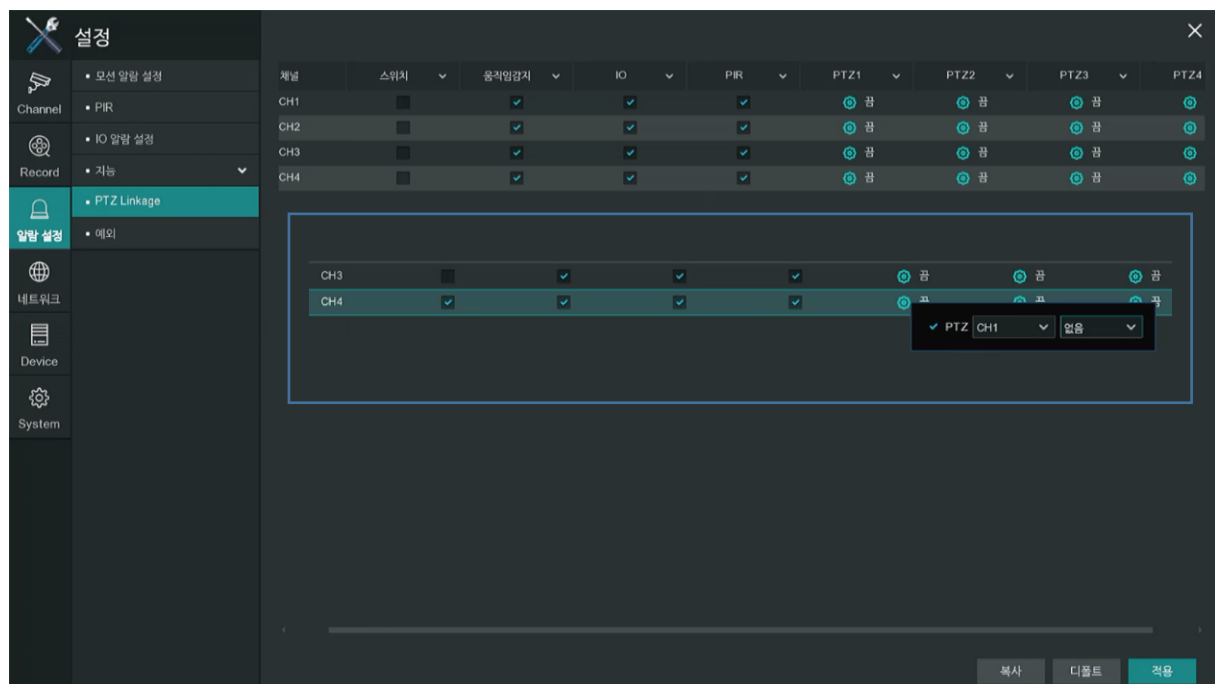 설정
Channel
Record
알람 설정
네트워크
Device
System
모션 알람 설정
PIR
IO 알람 설정
지능
PTZ Linkage
예외
채널 스위치 움직임감지 IO PIR PTZ1 PTZ2 PTZ3 PTZ4
CH1 끔 끔 끔
CH2 끔 끔 끔
CH3 끔 끔 끔
CH4 끔 끔 끔
CH3 끔 끔 끔
CH4
PTZ CH1 없음
복사 디폴트 적용